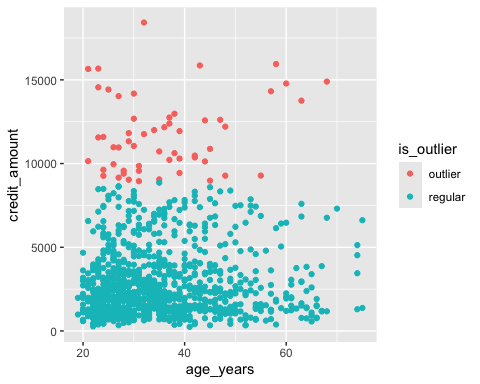 15000
10000
5000
0
credit_amount
20
40
60
age_years
is_outlier
outlier
regular